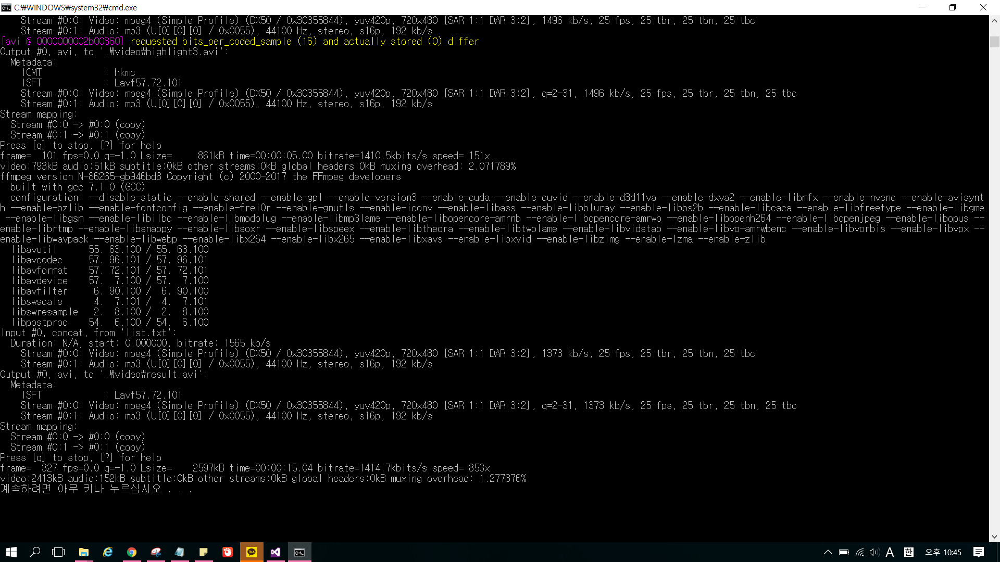 C:₩WINDOWS₩system32₩cmd.exe
Stream #0:0: Video: mpeg4 (Simple Profile) (DX50 / 0x30355844), yuv420p, 720x480 [SAR 1:1 DAR 3:2], 1496 kb/s, 25 fps, 25 tbr, 25 tbn, 25 tbc
Stream #0:1: Audio: mp3 (U[0][0][0] / 0x0055), 44100 Hz, stereo, s16p, 192 kb/s
[avi @ 0000000002b00860] requested bits_per_coded_sample (16) and actually stored (0) differ
Output #0, avi, to '.₩video₩highlight3.avi':
Metadata:
ICMT : hkmc
ISFT : Lavf57.72.101
Stream #0:0: Video: mpeg4 (Simple Profile) (DX50 / 0x30355844), yuv420p, 720x480 [SAR 1:1 DAR 3:2], q=2-31, 1496 kb/s, 25 fps, 25 tbr, 25 tbn, 25 tbc
Stream #0:1: Audio: mp3 (U[0][0][0] / 0x0055), 44100 Hz, stereo, s16p, 192 kb/s
Stream mapping:
Stream #0:0 -> #0:0 (copy)
Stream #0:1 -> #0:1 (copy)
Press [q] to stop, [?] for help
frame= 101 fps=0.0 q=-1.0 Lsize= 861kB time=00:00:05.00 bitrate=1410.5kbits/s speed= 151x
video:793kB audio:51kB subtitle:0kB other streams:0kB global headers:0kB muxing overhead: 2.071789%
ffmpeg version N-86265-gb946bd8 Copyright (c) 2000-2017 the FFmpeg developers
built with gcc 7.1.0 (GCC)
configuration: --disable-static --enable-shared --enable-gpl --enable-version3 --enable-cuda --enable-cuvid --enable-d3d11va --enable-dxva2 --enable-libmfx --enable-nvenc --enable-avisynt
h --enable-bzlib --enable-fontconfig --enable-frei0r --enable-gnutls --enable-iconv --enable-libass --enable-libbluray --enable-libbs2b --enable-libcaca --enable-libfreetype --enable-libgme
--enable-libgsm --enable-libilbc --enable-libmodplug --enable-libmp3lame --enable-libopencore-amrnb --enable-libopencore-amrwb --enable-libopenh264 --enable-libopenjpeg --enable-libopus --
enable-librtmp --enable-libsnappy --enable-libsoxr --enable-libspeex --enable-libtheora --enable-libtwolame --enable-libvidstab --enable-libvo-amrwbenc --enable-libvorbis --enable-libvpx --
enable-libwavpack --enable-libwebp --enable-libx264 --enable-libx265 --enable-libxavs --enable-libxvid --enable-libzimg --enable-lzma --enable-zlib
libavutil 55. 63.100 / 55. 63.100
libavcodec 57. 96.101 / 57. 96.101
libavformat 57. 72.101 / 57. 72.101
libavdevice 57. 7.100 / 57. 7.100
libavfilter 6. 90.100 / 6. 90.100
libswscale 4. 7.101 / 4. 7.101
libswresample 2. 8.100 / 2. 8.100
libpostproc 54. 6.100 / 54. 6.100
Input #0, concat, from 'list.txt':
Duration: N/A, start: 0.000000, bitrate: 1565 kb/s
Stream #0:0: Video: mpeg4 (Simple Profile) (DX50 / 0x30355844), yuv420p, 720x480 [SAR 1:1 DAR 3:2], 1373 kb/s, 25 fps, 25 tbr, 25 tbn, 25 tbc
Stream #0:1: Audio: mp3 (U[0][0][0] / 0x0055), 44100 Hz, stereo, s16p, 192 kb/s
Output #0, avi, to '.₩video₩result.avi':
Metadata:
ISFT : Lavf57.72.101
Stream #0:0: Video: mpeg4 (Simple Profile) (DX50 / 0x30355844), yuv420p, 720x480 [SAR 1:1 DAR 3:2], q=2-31, 1373 kb/s, 25 fps, 25 tbr, 25 tbn, 25 tbc
Stream #0:1: Audio: mp3 (U[0][0][0] / 0x0055), 44100 Hz, stereo, s16p, 192 kb/s
Stream mapping:
Stream #0:0 -> #0:0 (copy)
Stream #0:1 -> #0:1 (copy)
Press [q] to stop, [?] for help
frame= 327 fps=0.0 q=-1.0 Lsize= 2597kB time=00:00:15.04 bitrate=1414.7kbits/s speed= 853x
video:2413kB audio:152kB subtitle:0kB other streams:0kB global headers:0kB muxing overhead: 1.277876%
계속하려면 아무 키나 누르십시오 . . .
TALK
A 한 오후 10:45